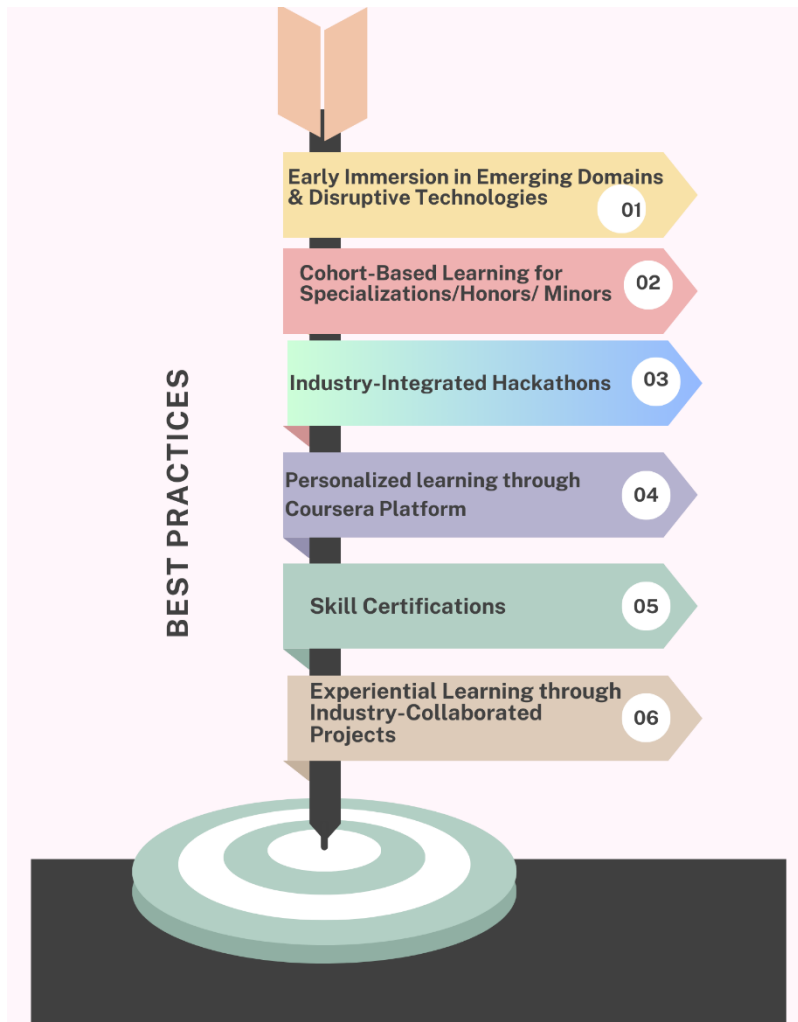 BEST PRACTICES
Early Immersion in Emerging Domains
& Disruptive Technologies
01
Cohort-Based Learning for
Specializations/Honors/ Minors
02
Industry-Integrated Hackathons
03
Personalized learning through
Coursera Platform
04
Skill Certifications
05
Experiential Learning through
Industry-Collaborated
Projects
06